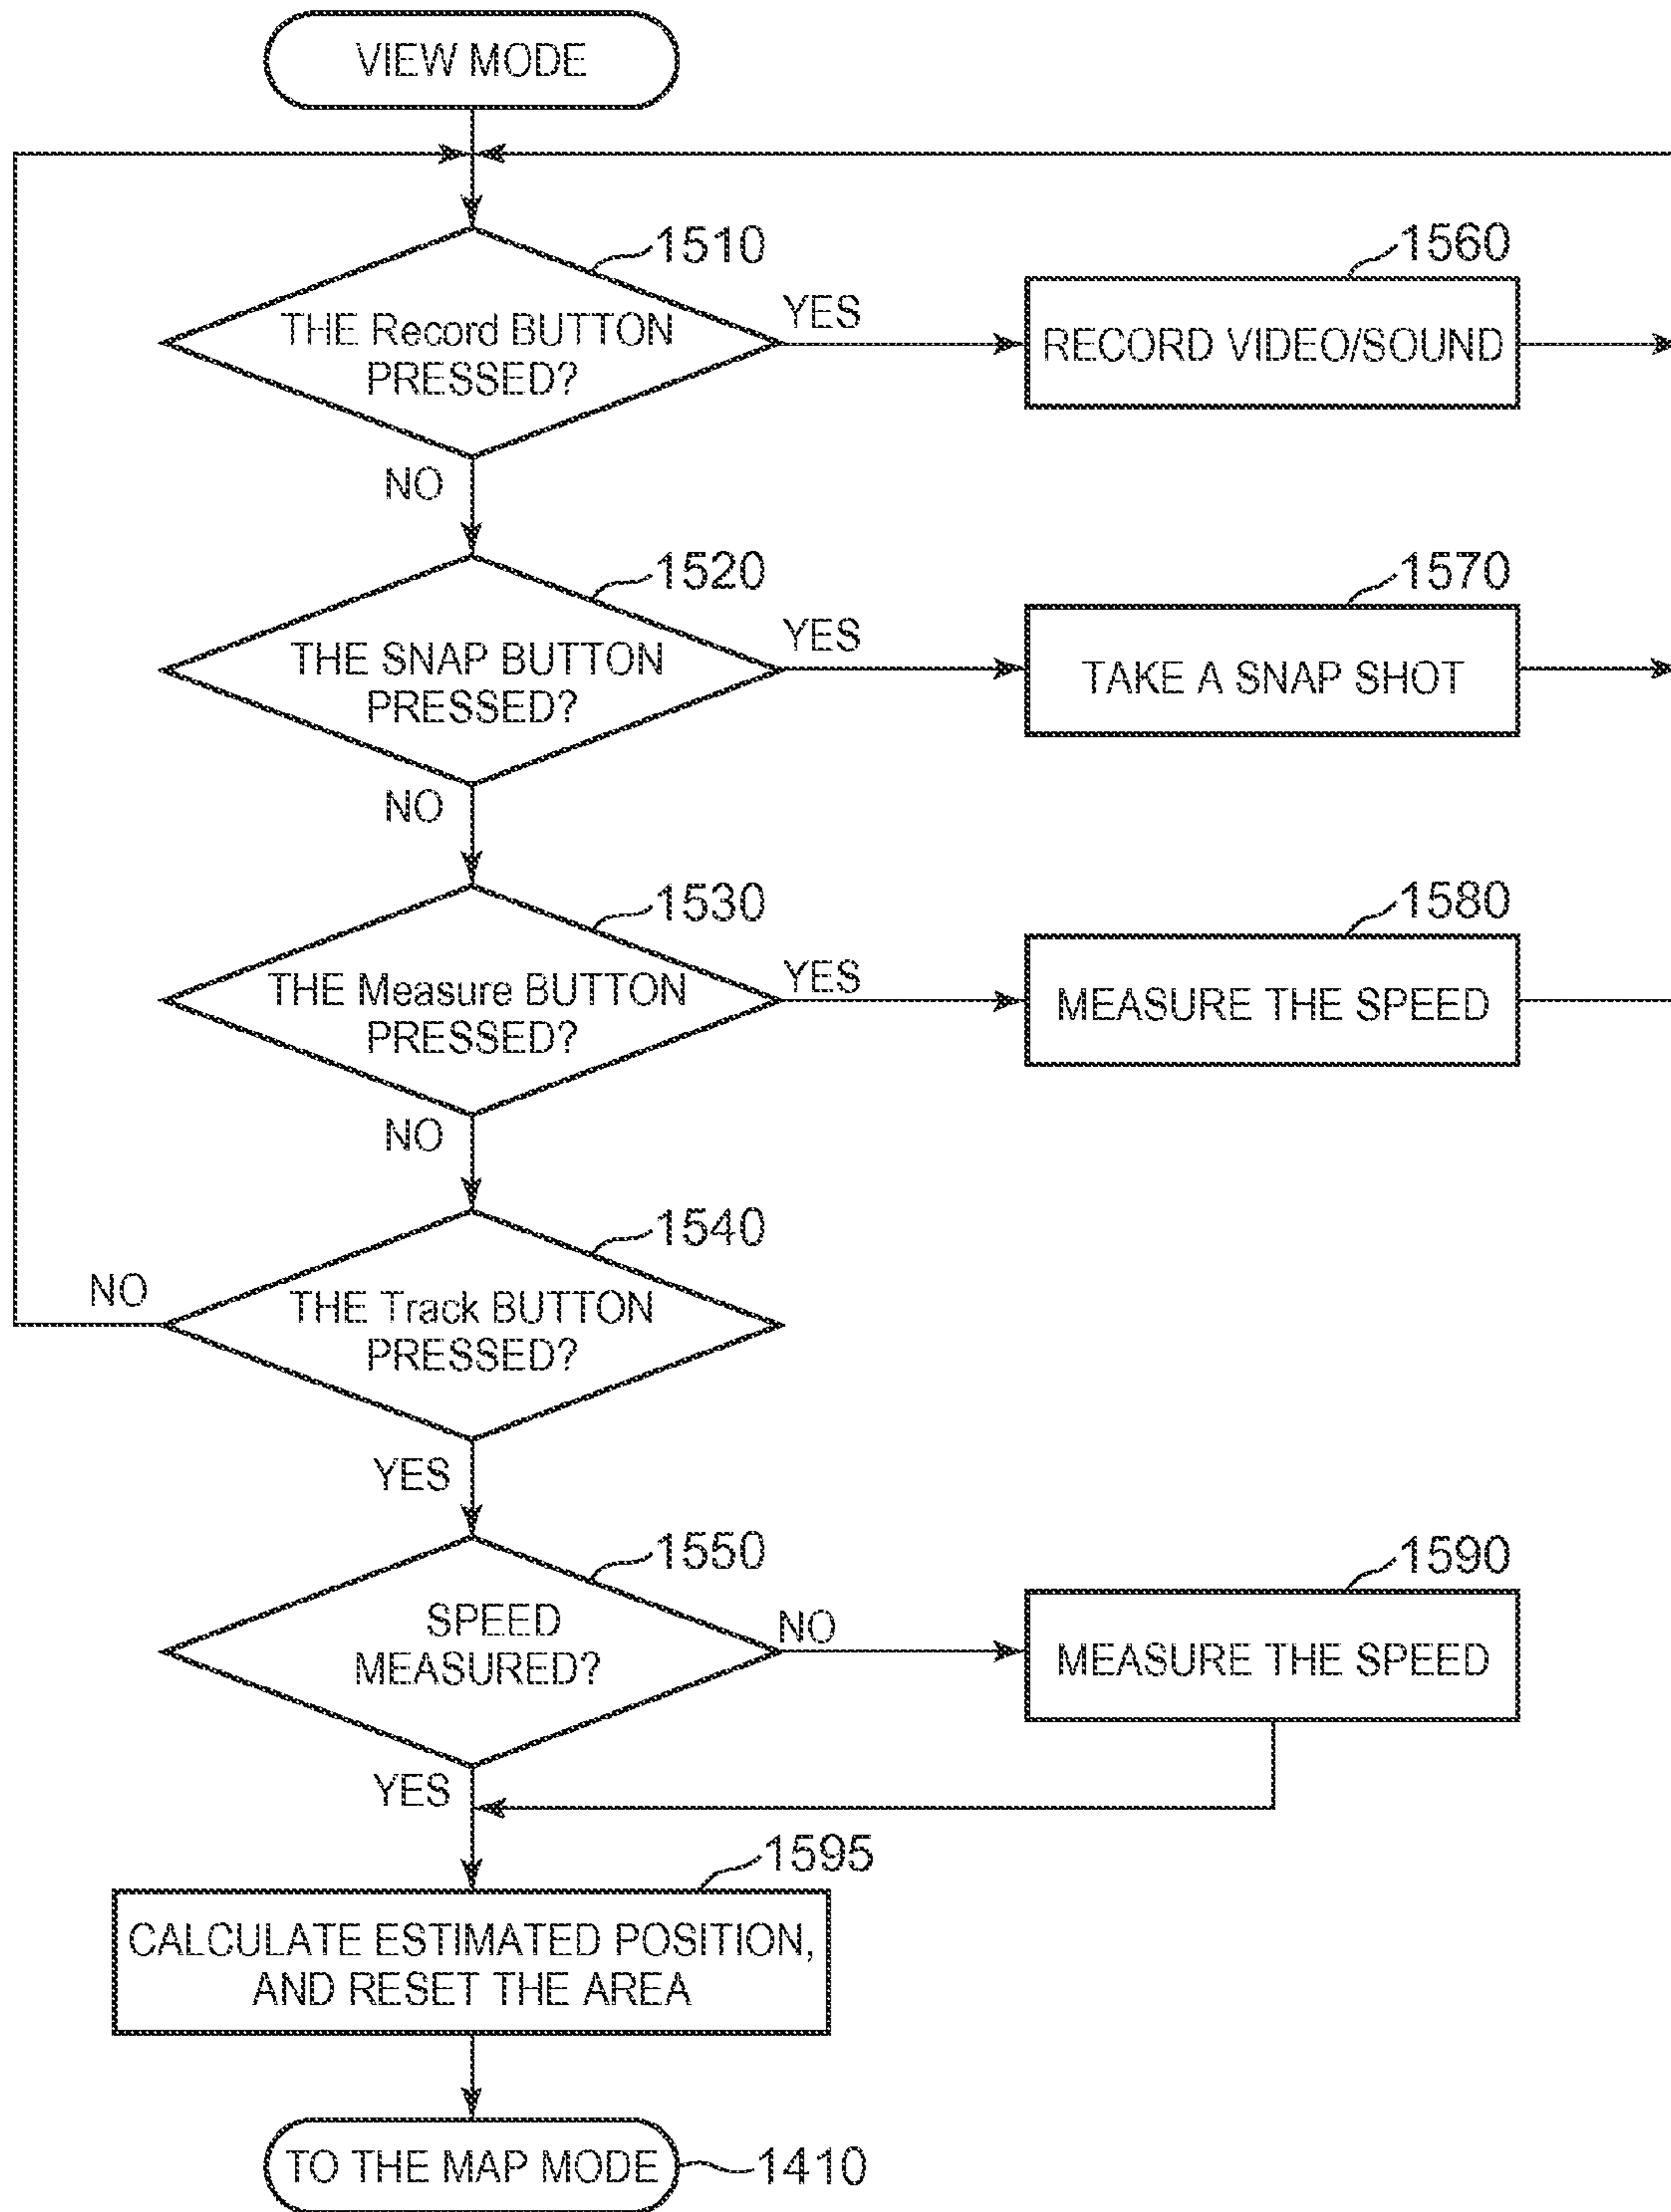 VIEW MODE
1510
THE Record BUTTON
PRESSED?
YES
1560
RECORD VIDEO/SOUND
NO
1520
THE SNAP BUTTON
PRESSED?
YES
1570
TAKE A SNAP SHOT
NO
1530
THE Measure BUTTON
PRESSED?
YES
1580
MEASURE THE SPEED
NO
1540
NO
THE Track BUTTON
PRESSED?
YES
1550
SPEED
MEASURED?
NO
1590
MEASURE THE SPEED
YES
1595
CALCULATE ESTIMATED POSITION,
AND RESET THE AREA
TO THE MAP MODE
1410